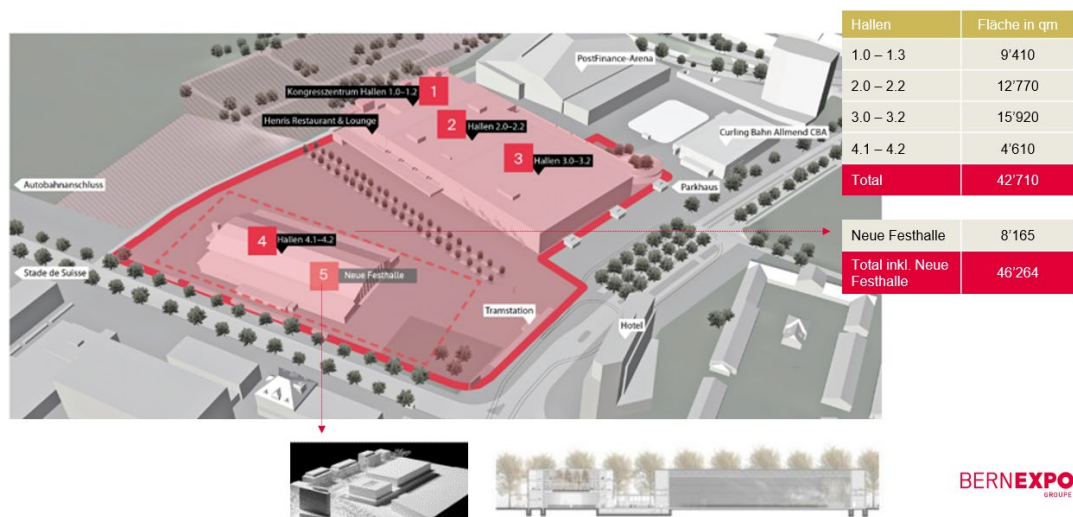 PostFinance-Arena
Kongresszentrum Hallen 1.0–1.2
1
Henris Restaurant & Lounge
2
Hallen 2.0–2.2
Curling Bahn Allmend CBA
3
Hallen 3.0–3.2
Autobahnanschluss
Parkhaus
4
Hallen 4.1–4.2
Stade de Suisse
5
Neue Festhalle
Tramstation
Hotel
Hallen Fläche in qm
1.0 – 1.3 9'410
2.0 – 2.2 12'770
3.0 – 3.2 15'920
4.1 – 4.2 4'610
Total 42'710
Neue Festhalle 8'165
Total inkl. Neue
Festhalle 46'264
BERNEXPO
GROUPE